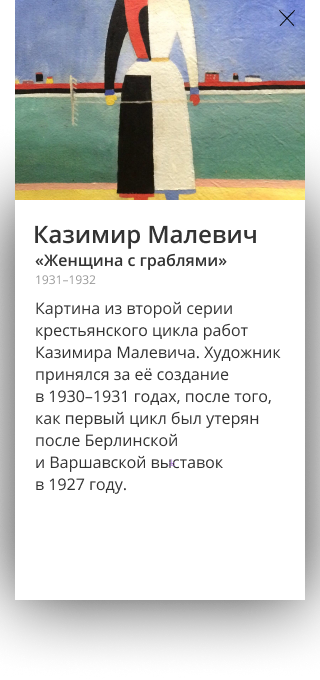 Казимир Малевич
«Женщина с граблями»
1931–1932
Картина из второй серии
крестьянского цикла работ
Казимира Малевича. Художник
принялся за её создание
в 1930–1931 годах, после того,
как первый цикл был утерян
после Берлинской
и Варшавской выставок
в 1927 году.